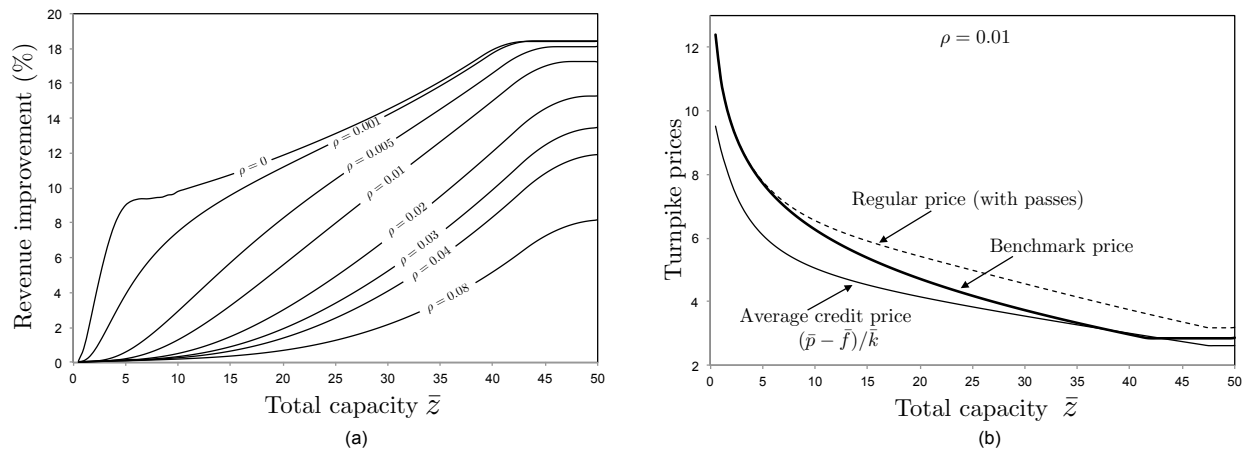 20
18
16
14
12
10
8
6
4
2
0
Revenue improvement (%)
ρ = 0
ρ = 0.001
ρ = 0.005
ρ = 0.01
ρ = 0.02
ρ = 0.03
ρ = 0.04
ρ = 0.08
0 5 10 15 20 25 30 35 40 45 50
Total capacity z̄
(a)
12
10
8
6
4
2
Turnpike prices
ρ = 0.01
Regular price (with passes)
Benchmark price
Average credit price
(p̄ − f̄)/k̄
0 5 10 15 20 25 30 35 40 45 50
Total capacity z̄
(b)